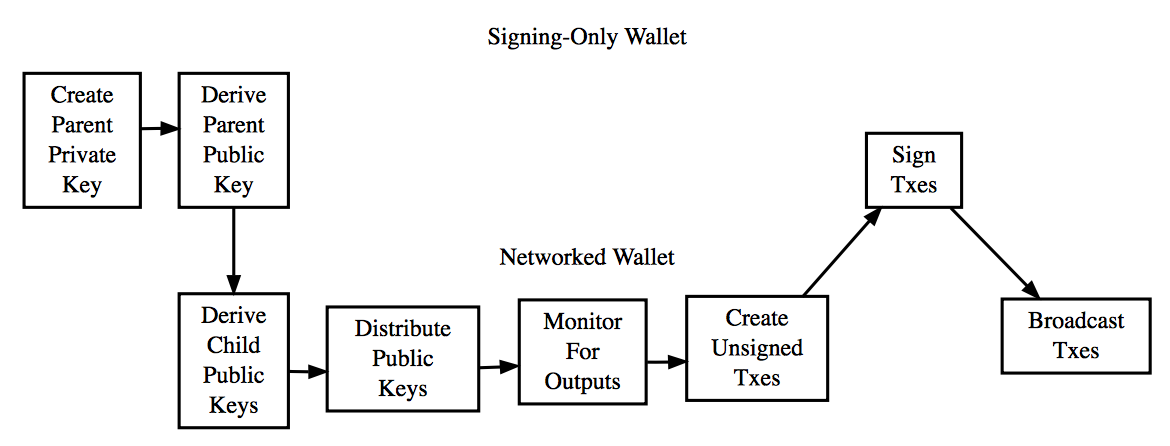 Signing-Only Wallet
Create
Parent
Private
Key
Derive
Parent
Public
Key
Sign
Txes
Networked Wallet
Derive
Child
Public
Keys
Distribute
Public
Keys
Monitor
For
Outputs
Create
Unsigned
Txes
Broadcast
Txes